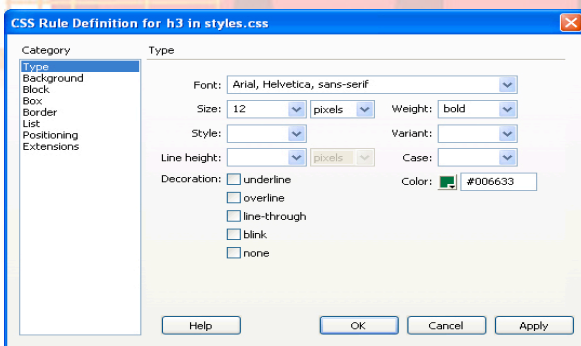 CSS Rule Definition for h3 in styles.css
Category
Type
Type
Background
Block
Box
Border
List
Positioning
Extensions
Font: Arial, Helvetica, sans-serif
Size: 12 pixels Weight: bold
Style: Variant:
Line height: pixels Case:
Decoration: underline Color: #006633
overline
line-through
blink
none
Help OK Cancel Apply